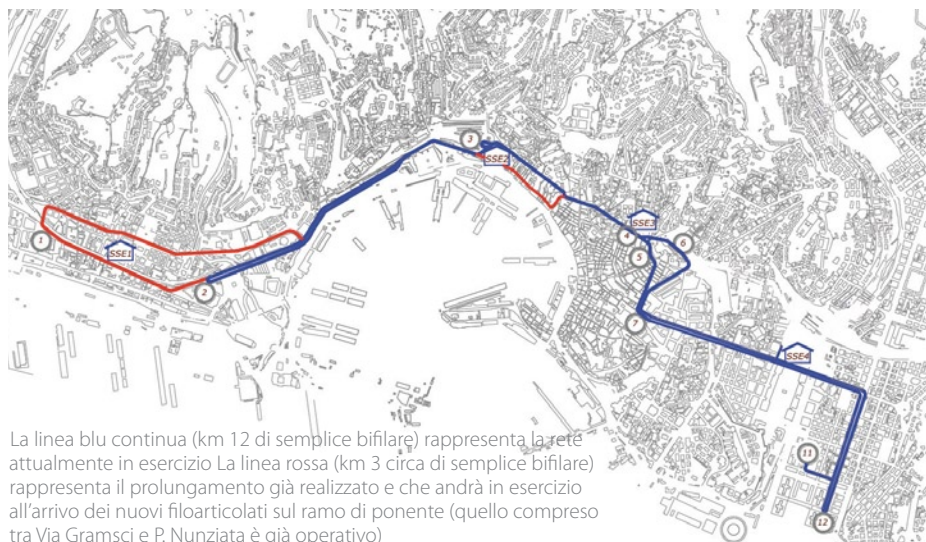 3
SSE2
SSE3
4
6
1
SSE1
5
2
7
SSE4
La linea blu continua (km 12 di semplice bifilare) rappresenta la rete
attualmente in esercizio La linea rossa (km 3 circa di semplice bifilare)
rappresenta il prolungamento già realizzato e che andrà in esercizio
all'arrivo dei nuovi filoarticolati sul ramo di ponente (quello compreso
tra Via Gramsci e P. Nunziata è già operativo)
11
12